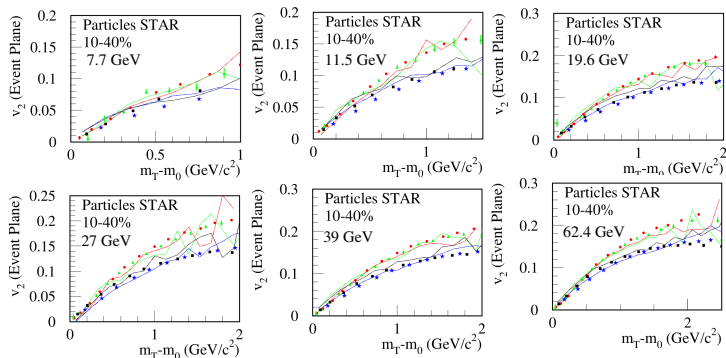 0.2
0.15
0.1
0.05
0
v2 (Event Plane)
Particles STAR
10-40%
7.7 GeV
0.5 1
mT-m0 (GeV/c2)
0.2
0.15
0.1
0.05
0
v2 (Event Plane)
Particles STAR
10-40%
11.5 GeV
0 1
mT-m0 (GeV/c2)
0.3
0.2
0.1
0
v2 (Event Plane)
Particles STAR
10-40%
19.6 GeV
0 1 2
mT-m0 (GeV/c2)
0.25
0.2
0.15
0.1
0.05
0
v2 (Event Plane)
Particles STAR
10-40%
27 GeV
0 1 2
mT-m0 (GeV/c2)
0.3
0.2
0.1
0
v2 (Event Plane)
Particles STAR
10-40%
39 GeV
0 1 2
mT-m0 (GeV/c2)
0.3
0.2
0.1
0
v2 (Event Plane)
Particles STAR
10-40%
62.4 GeV
0 1 2
mT-m0 (GeV/c2)